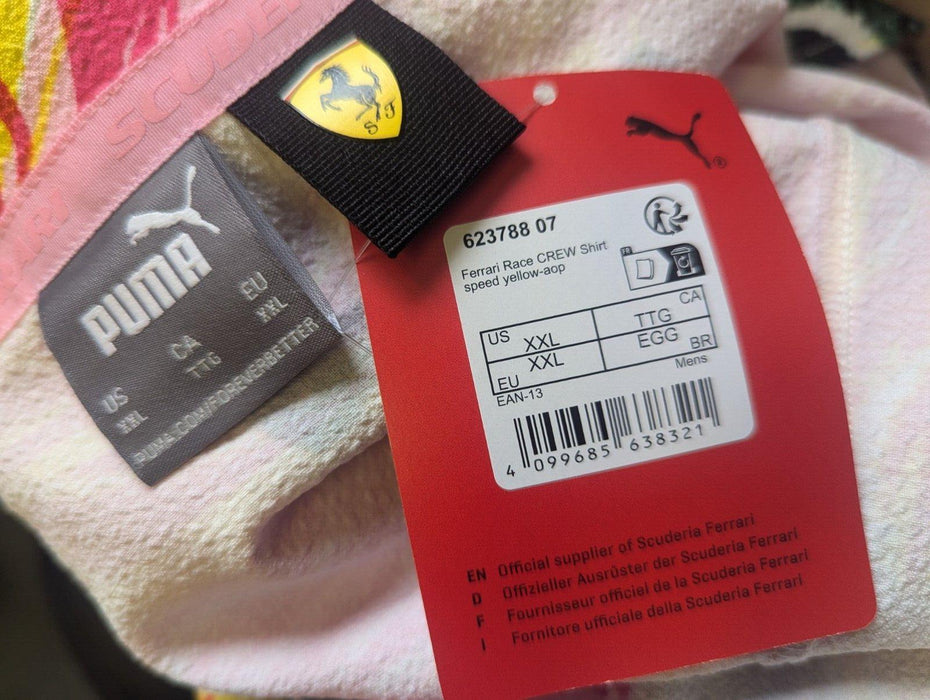 SCUDER
RARI
S F
PUMA
US
XXL
CA
TTG
EU
XXL
PUMA.COM/FOREVERBETTER
®
623788 07
Ferrari Race CREW Shirt
speed yellow-aop
US XXL TTG CA
EU XXL EGG BR
EAN-13 Mens
4 099685 638321
EN Official supplier of Scuderia Ferrari
D Offizieller Ausrüster der Scuderia Ferrari
F Fournisseur officiel de la Scuderia Ferrari
I Fornitore ufficiale della Scuderia Ferrari